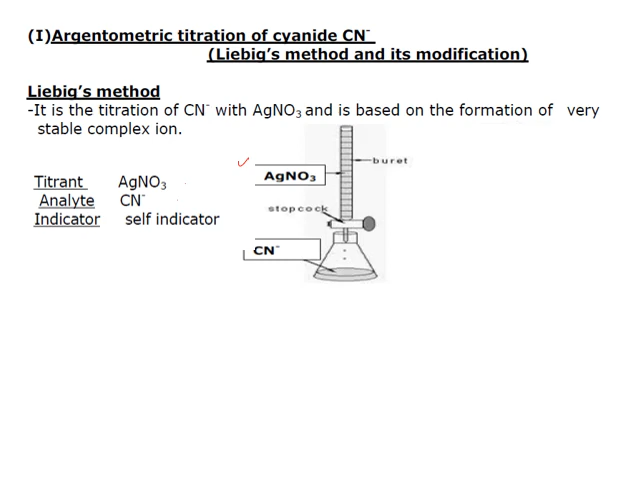 (I)Argentometric titration of cyanide CN⁻
(Liebig's method and its modification)
Liebig's method
-It is the titration of CN⁻ with AgNO₃ and is based on the formation of very
stable complex ion.
buret
AgNO₃
Titrant AgNO₃
Analyte CN⁻
stopcock
Indicator self indicator
CN⁻